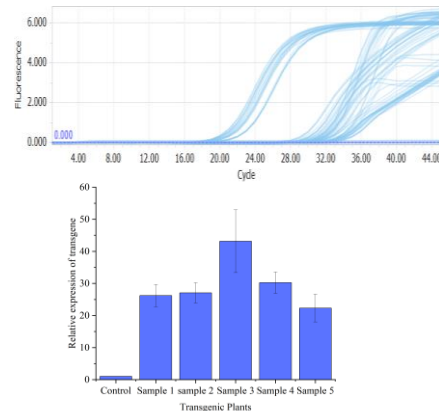 6.000
4.000
2.000
0.000
0.000
Fluorescence
4.00 8.00 12.00 16.00 20.00 24.00 28.00 32.00 36.00 40.00 44.00
Cycle
60
50
40
30
20
10
0
Relative expression of transgene
Control Sample 1 sample 2 Sample 3 Sample 4 Sample 5
Transgenic Plants